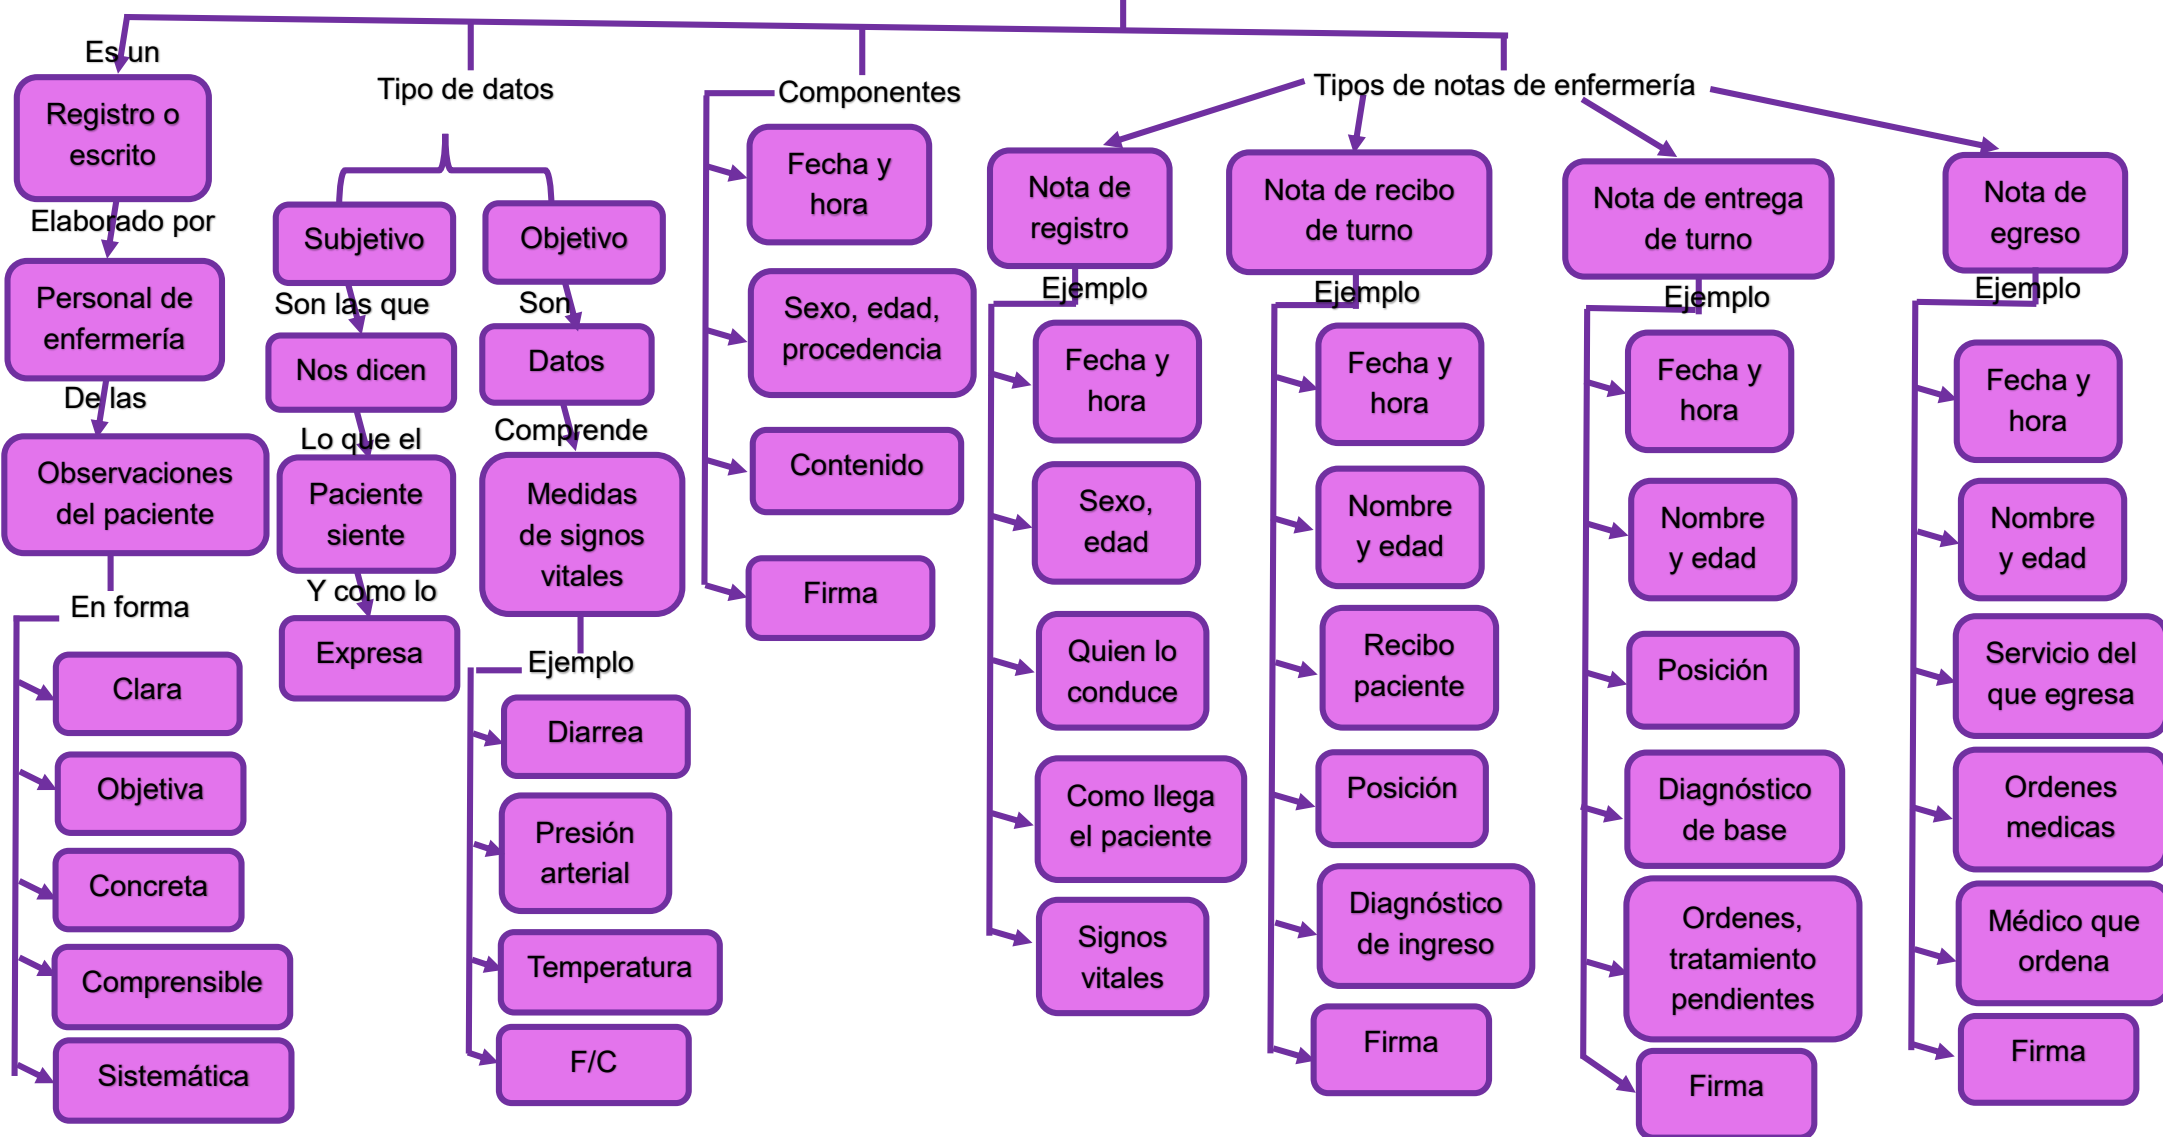 Es un
Registro o
escrito
Elaborado por
Personal de
enfermería
De las
Observaciones
del paciente
En forma
Clara
Objetiva
Concreta
Comprensible
Sistemática
Tipo de datos
Subjetivo
Son las que
Nos dicen
Lo que el
Paciente
siente
Y como lo
Expresa
Objetivo
Son
Datos
Comprende
Medidas
de signos
vitales
Ejemplo
Diarrea
Presión
arterial
Temperatura
F/C
Componentes
Fecha y
hora
Sexo, edad,
procedencia
Contenido
Firma
Tipos de notas de enfermería
Nota de
registro
Ejemplo
Fecha y
hora
Sexo,
edad
Quien lo
conduce
Como llega
el paciente
Signos
vitales
Nota de recibo
de turno
Ejemplo
Fecha y
hora
Nombre
y edad
Recibo
paciente
Posición
Diagnóstico
de ingreso
Firma
Nota de entrega
de turno
Ejemplo
Fecha y
hora
Nombre
y edad
Posición
Diagnóstico
de base
Ordenes,
tratamiento
pendientes
Firma
Nota de
egreso
Ejemplo
Fecha y
hora
Nombre
y edad
Servicio del
que egresa
Ordenes
medicas
Médico que
ordena
Firma